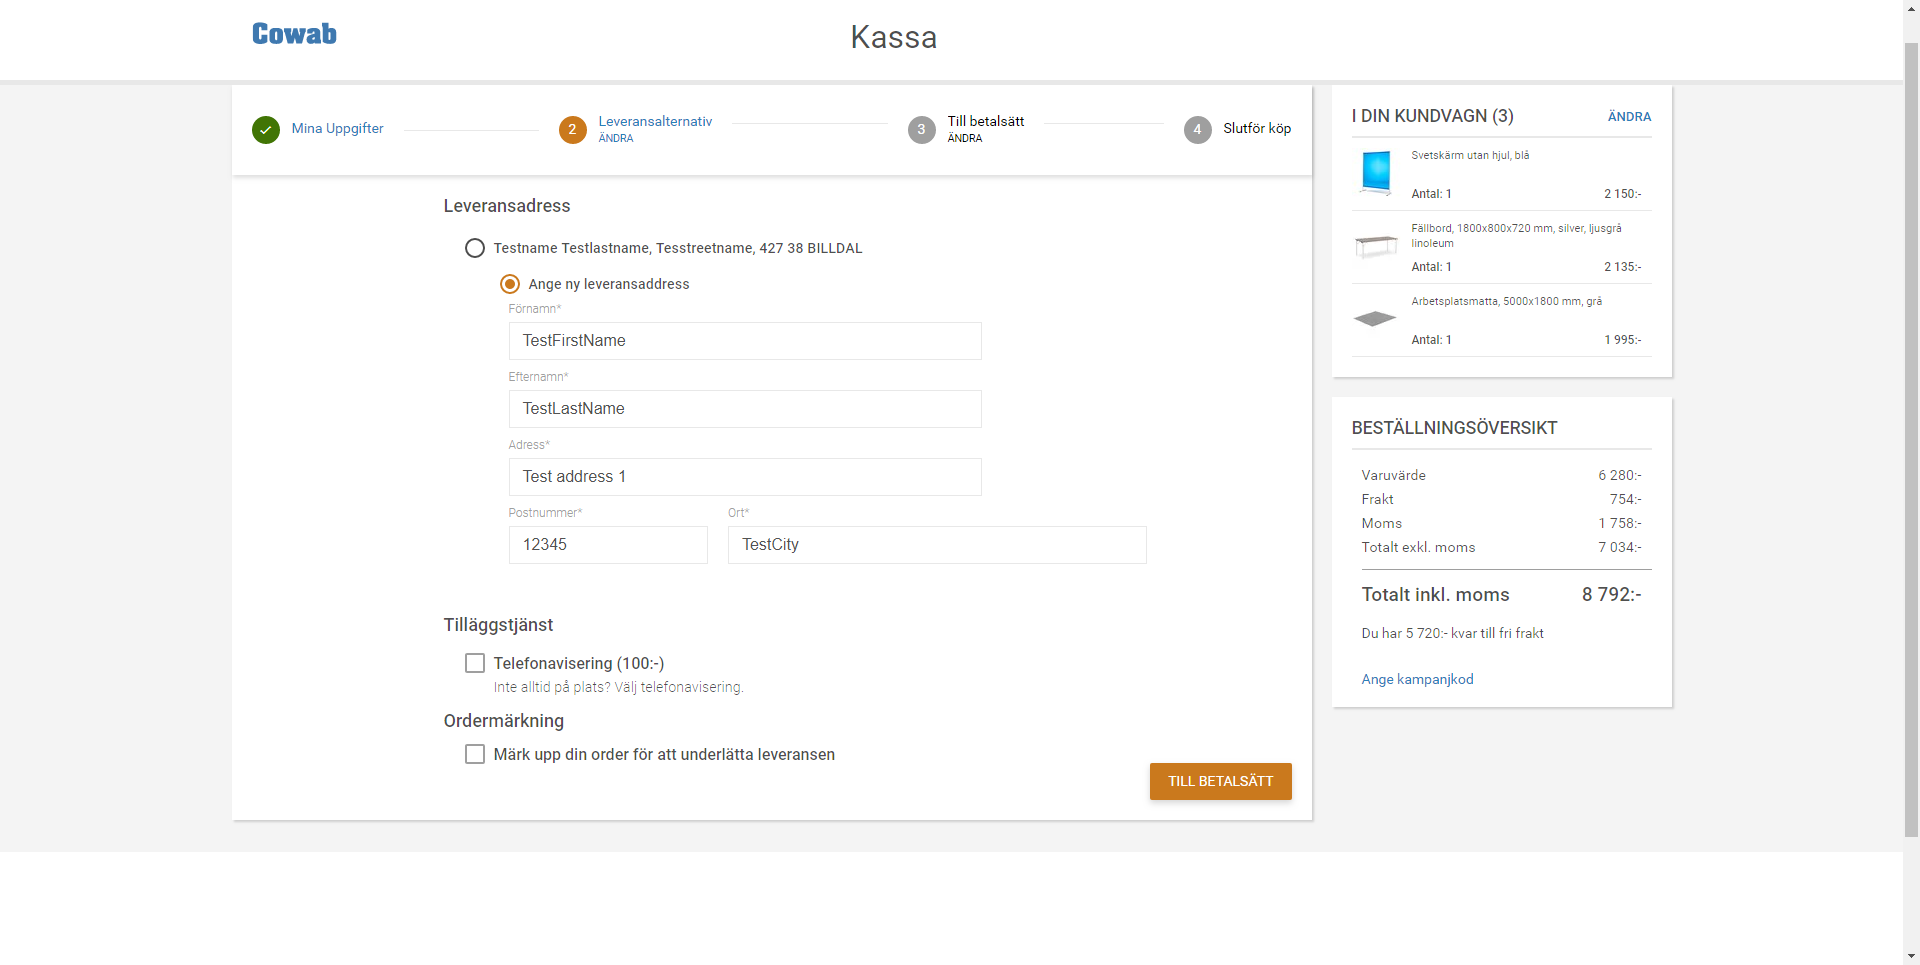 Cowab
Kassa
Mina Uppgifter
2
Leveransalternativ
ÄNDRA
3
Till betalsätt
ÄNDRA
4
Slutför köp
Leveransadress
Testname Testlastname, Tesstreetname, 427 38 BILLDAL
Ange ny leveransaddress
Förnamn*
TestFirstName
Efternamn*
TestLastName
Adress*
Test address 1
Postnummer* Ort*
12345 TestCity
Tilläggstjänst
Telefonavisering (100:-)
Inte alltid på plats? Välj telefonavisering.
Ordermärkning
Märk upp din order för att underlätta leveransen
TILL BETALSÄTT
I DIN KUNDVAGN (3) ÄNDRA
Svetskärm utan hjul, blå
Antal: 1 2 150:-
Fällbord, 1800x800x720 mm, silver, ljusgrå
linoleum
Antal: 1 2 135:-
Arbetsplatsmatta, 5000x1800 mm, grå
Antal: 1 1 995:-
BESTÄLLNINGSÖVERSIKT
Varuvärde 6 280:-
Frakt 754:-
Moms 1 758:-
Totalt exkl. moms 7 034:-
Totalt inkl. moms 8 792:-
Du har 5 720:- kvar till fri frakt
Ange kampanjkod